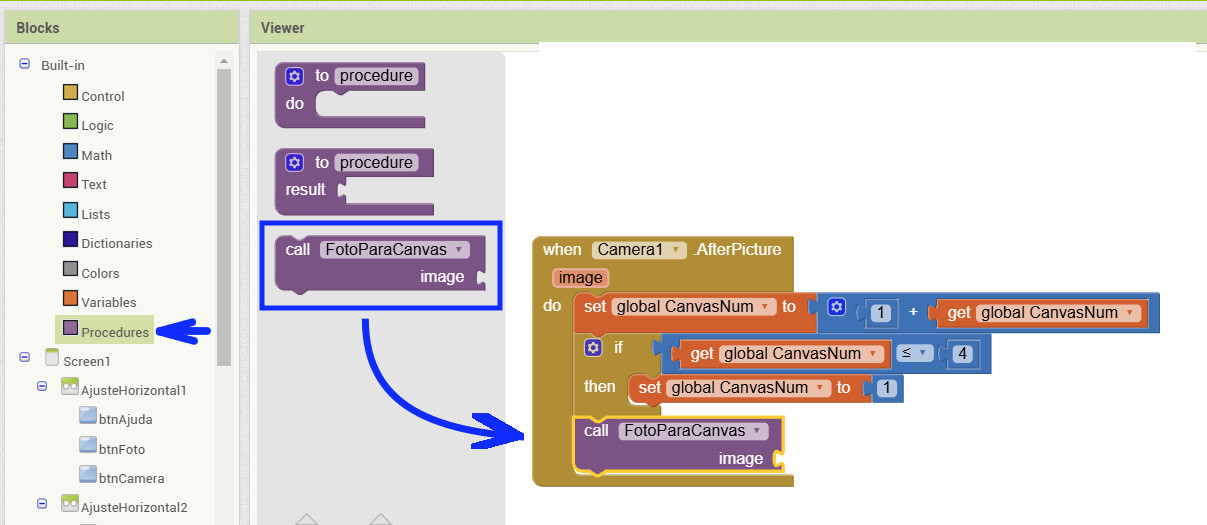 Blocks
Viewer
Built-in
Control
Logic
Math
Text
Lists
Dictionaries
Colors
Variables
Procedures
Screen1
AjusteHorizontal1
btnAjuda
btnFoto
btnCamera
AjusteHorizontal2
to procedure
do
to procedure
result
call FotoParaCanvas
image
when Camera1 .AfterPicture
image
do set global CanvasNum to 1 + get global CanvasNum
if get global CanvasNum ≤ 4
then set global CanvasNum to 1
call FotoParaCanvas
image